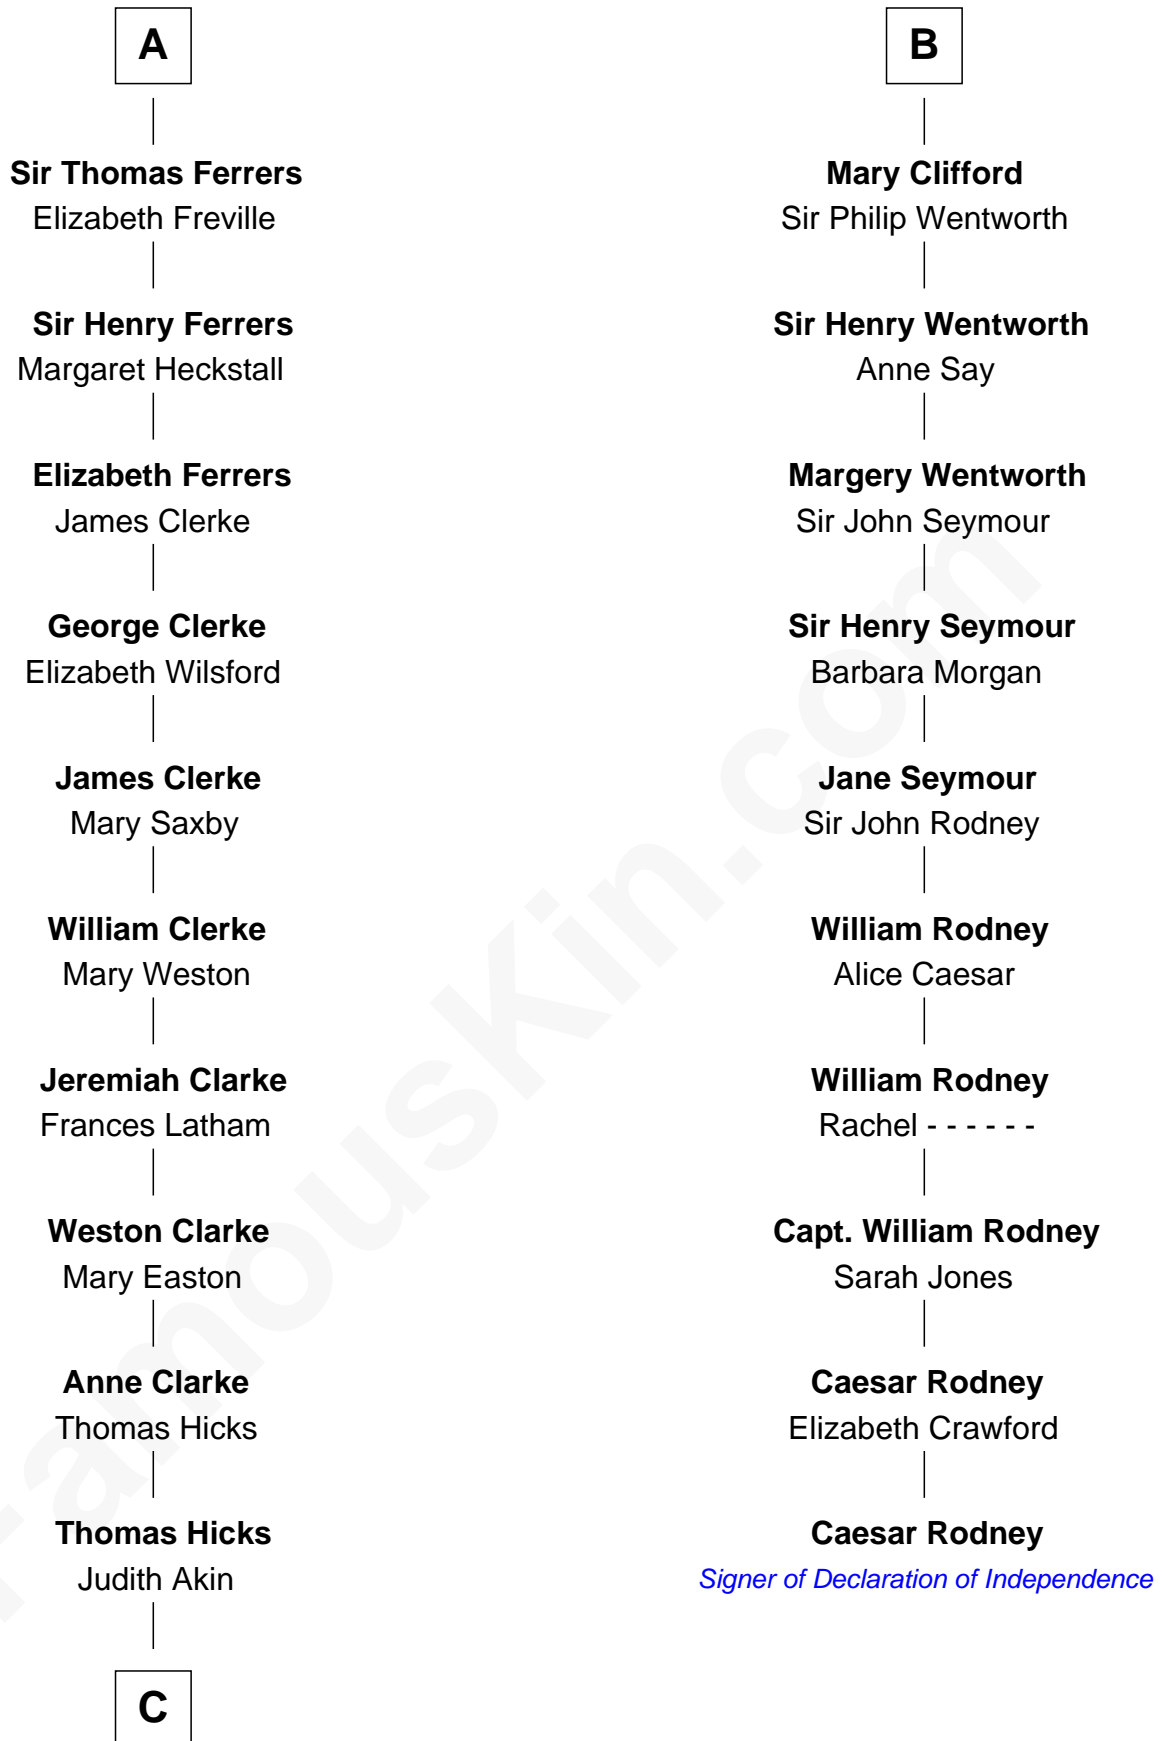 A
Sir Thomas Ferrers
Elizabeth Freville
Sir Henry Ferrers
Margaret Heckstall
Elizabeth Ferrers
James Clerke
George Clerke
Elizabeth Wilsford
James Clerke
Mary Saxby
William Clerke
Mary Weston
Jeremiah Clarke
Frances Latham
Weston Clarke
Mary Easton
Anne Clarke
Thomas Hicks
Thomas Hicks
Judith Akin
C
B
Mary Clifford
Sir Philip Wentworth
Sir Henry Wentworth
Anne Say
Margery Wentworth
Sir John Seymour
Sir Henry Seymour
Barbara Morgan
Jane Seymour
Sir John Rodney
William Rodney
Alice Caesar
William Rodney
Rachel - - - - - -
Capt. William Rodney
Sarah Jones
Caesar Rodney
Elizabeth Crawford
Caesar Rodney
Signer of Declaration of Independence
FamousKin.com